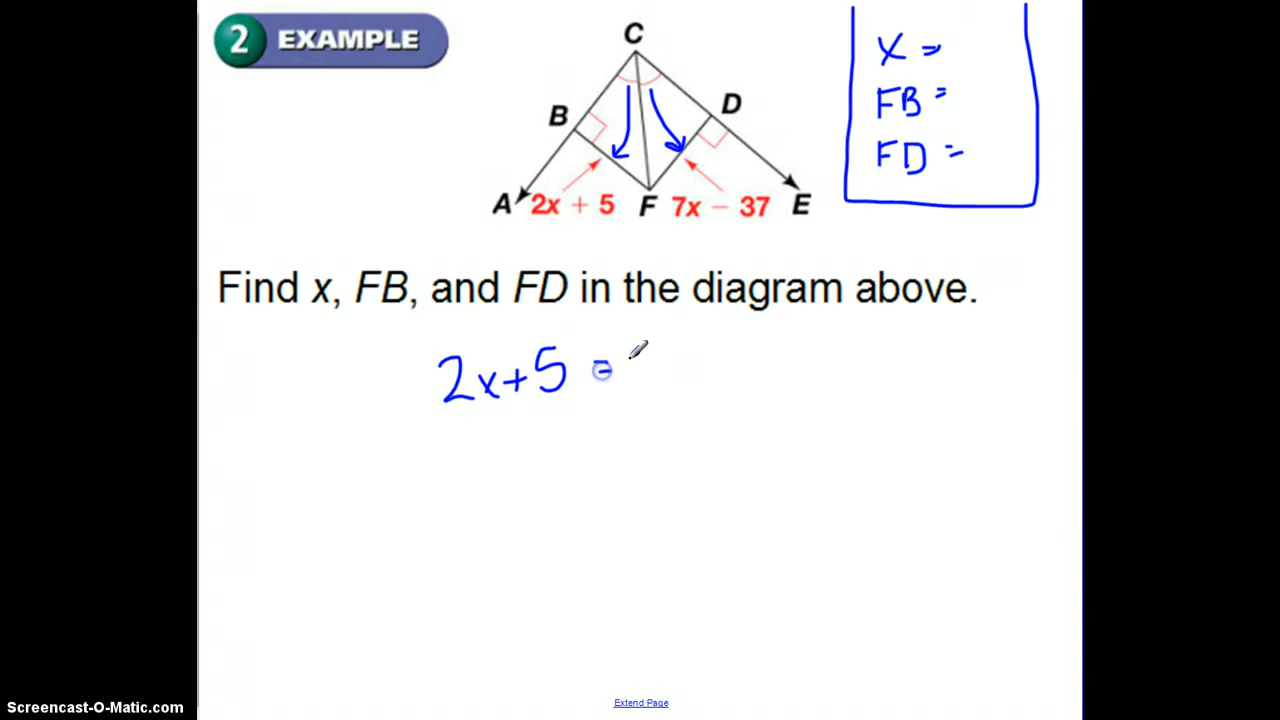 2 EXAMPLE
C
B
D
A 2x + 5 F 7x − 37 E
x =
FB =
FD =
Find x, FB, and FD in the diagram above.
2x+5 =
Extend Page
Screencast-O-Matic.com